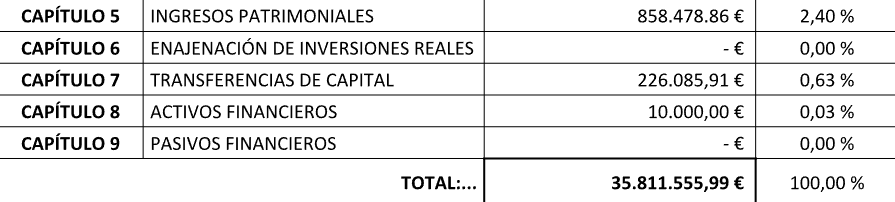 CAPÍTULO 5 INGRESOS PATRIMONIALES 858.478.86 € 2,40 %
CAPÍTULO 6 ENAJENACIÓN DE INVERSIONES REALES - € 0,00 %
CAPÍTULO 7 TRANSFERENCIAS DE CAPITAL 226.085,91 € 0,63 %
CAPÍTULO 8 ACTIVOS FINANCIEROS 10.000,00 € 0,03 %
CAPÍTULO 9 PASIVOS FINANCIEROS - € 0,00 %
TOTAL:... 35.811.555,99 € 100,00 %